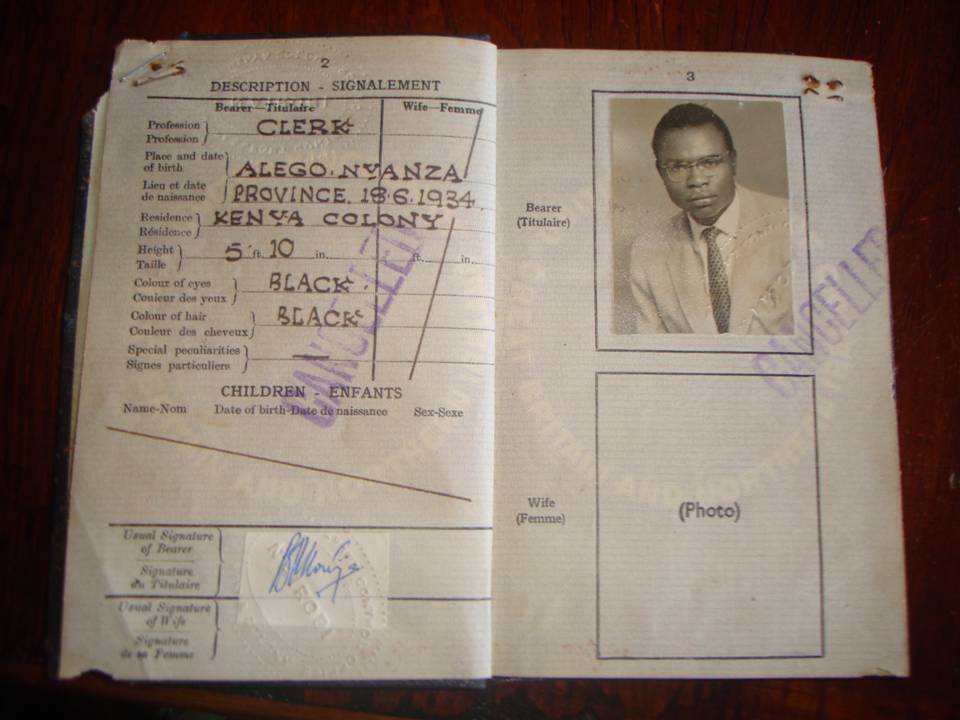 2
DESCRIPTION - SIGNALEMENT
Bearer—Titulaire Wife—Femme
Profession
Profession
CLERK
Place and date
of birth
ALEGO. NYANZA
Lieu et date
de naissance
PROVINCE. 18.6.1934
Residence
Résidence
KENYA COLONY
Height
Taille
5 ft. 10 in. ft. in.
Colour of eyes
Couleur des yeux
BLACK
Colour of hair
Couleur des cheveux
BLACK
Special peculiarities
Signes particuliers
—
CANCELLED
CHILDREN - ENFANTS
Name-Nom Date of birth-Date de naissance Sex-Sexe
Usual Signature
of Bearer
Signature
du Titulaire
Usual Signature
of Wife
Signature
de sa Femme
3
Bearer
(Titulaire)
CANCELLED
Wife
(Femme)
(Photo)
GREAT BRITAIN AND NORTHERN